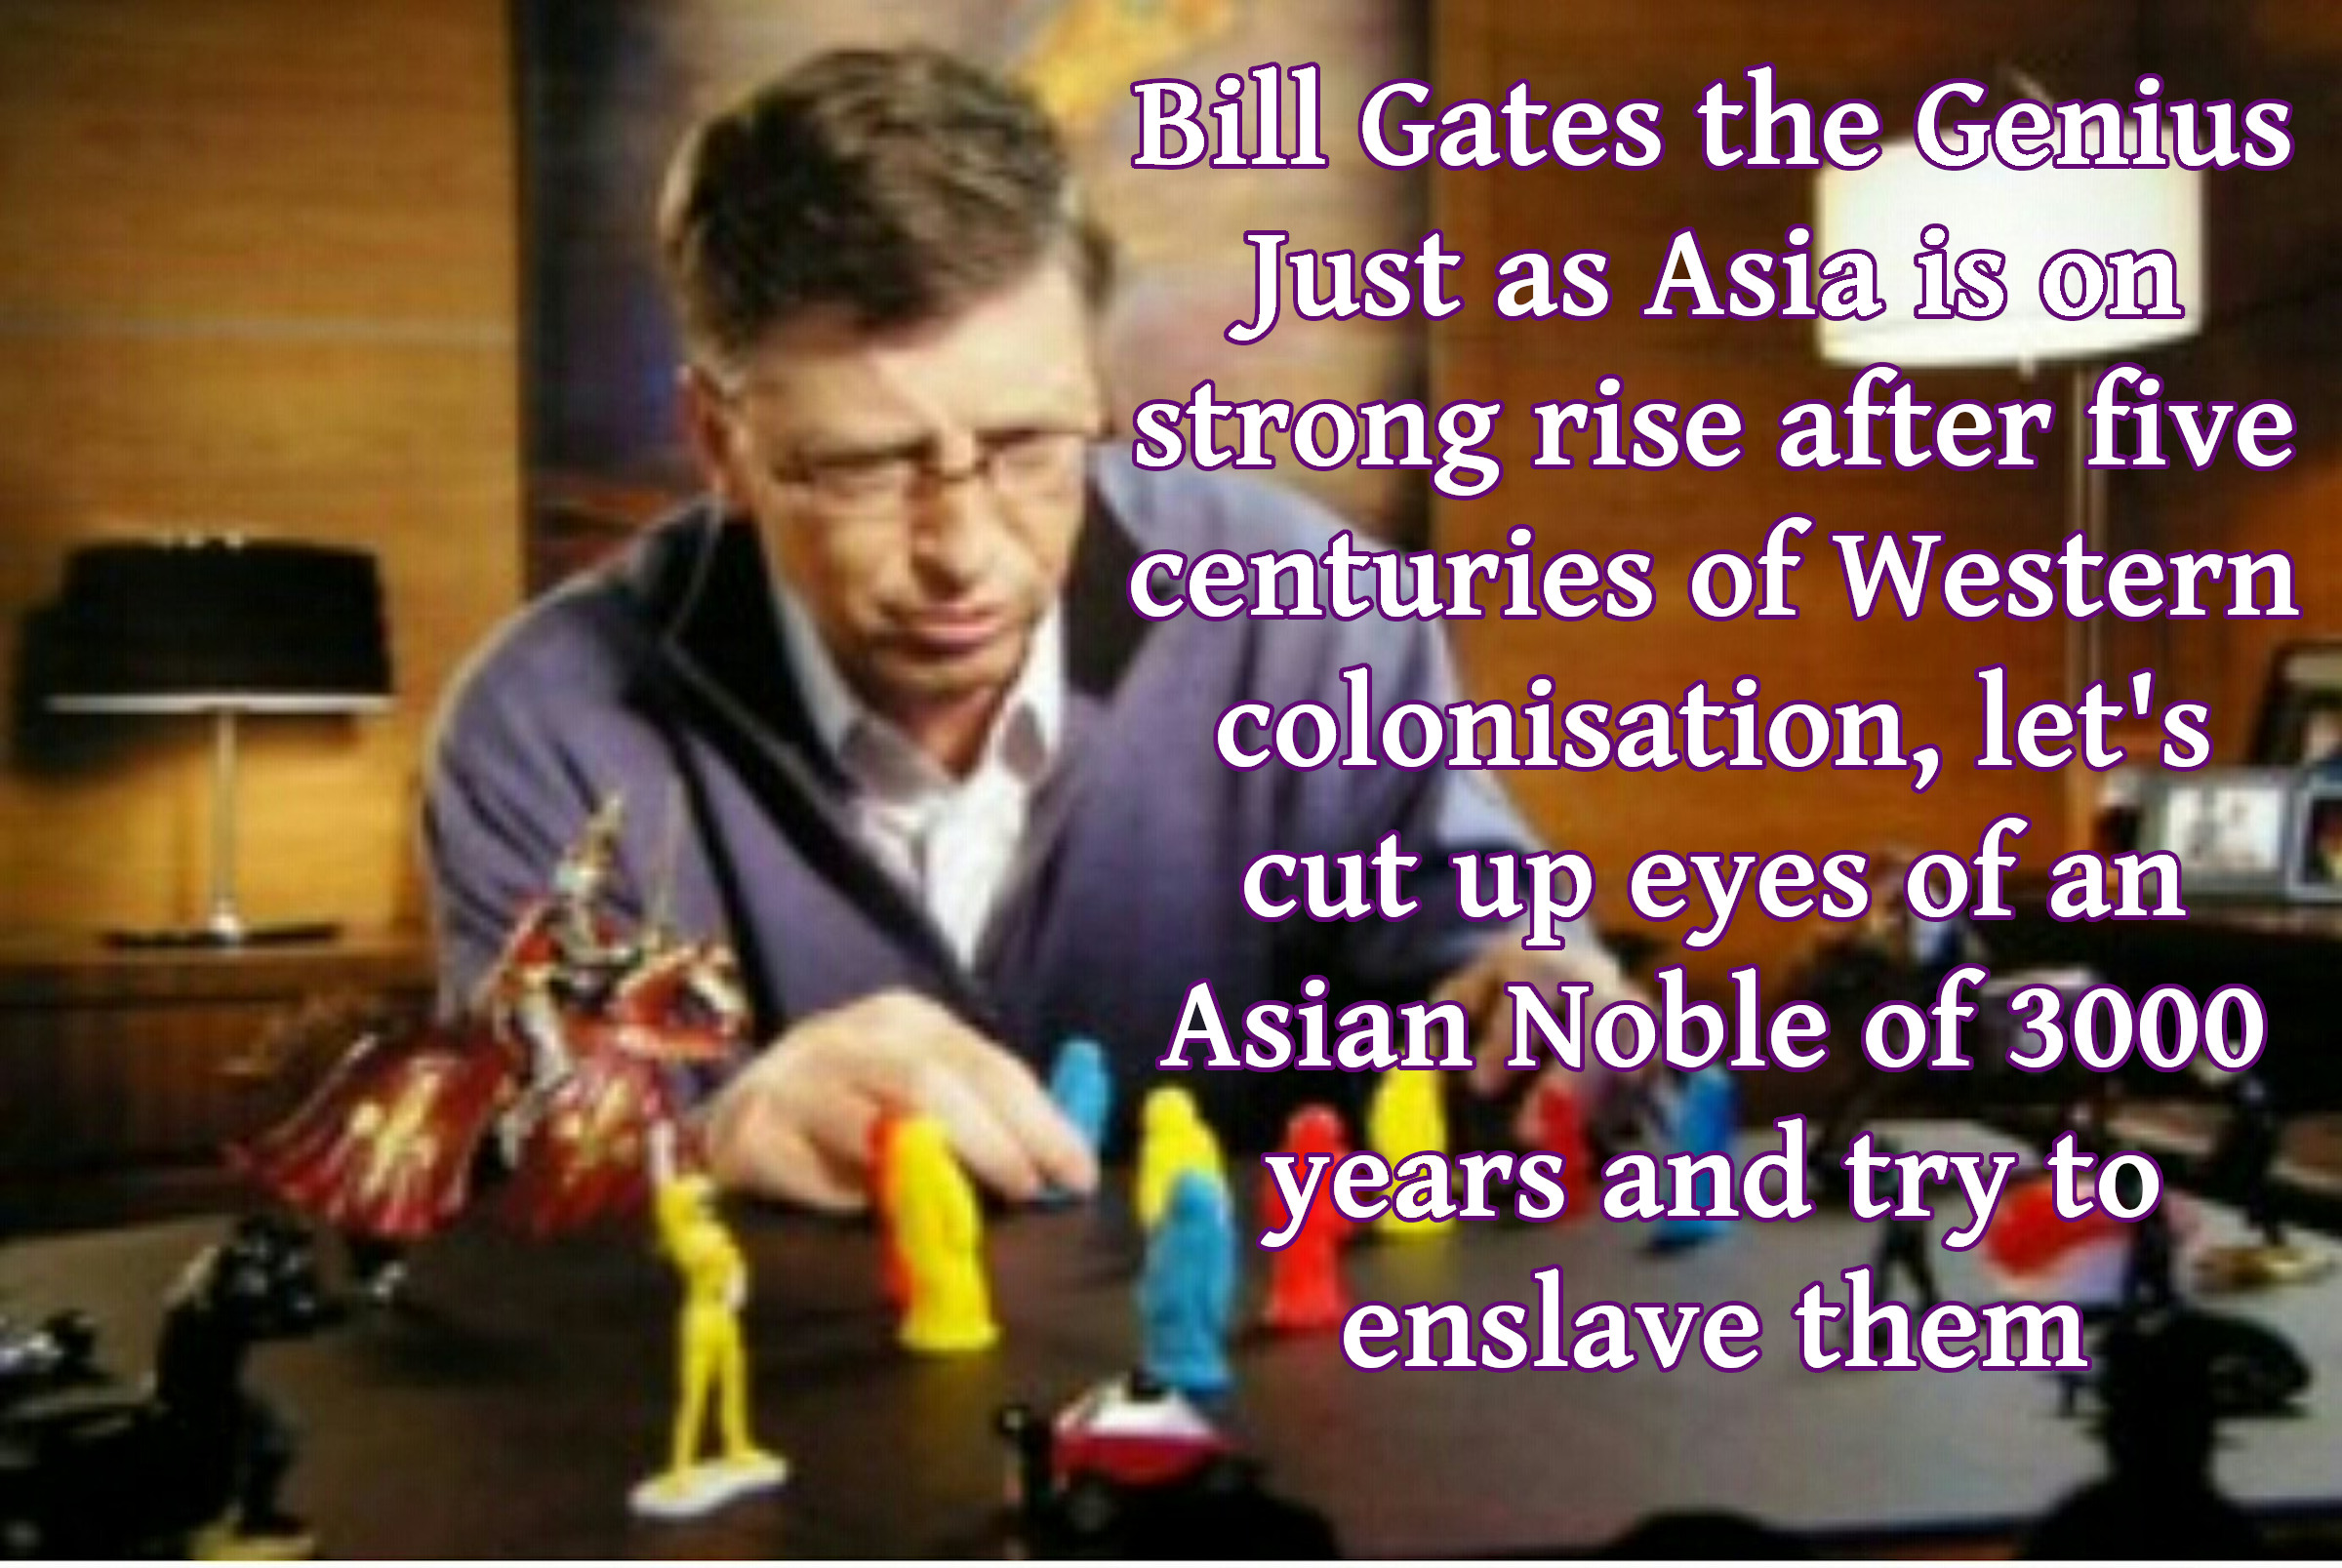 Bill Gates the Genius
Just as Asia is on
strong rise after five
centuries of Western
colonisation, let's
cut up eyes of an
Asian Noble of 3000
years and try to
enslave them